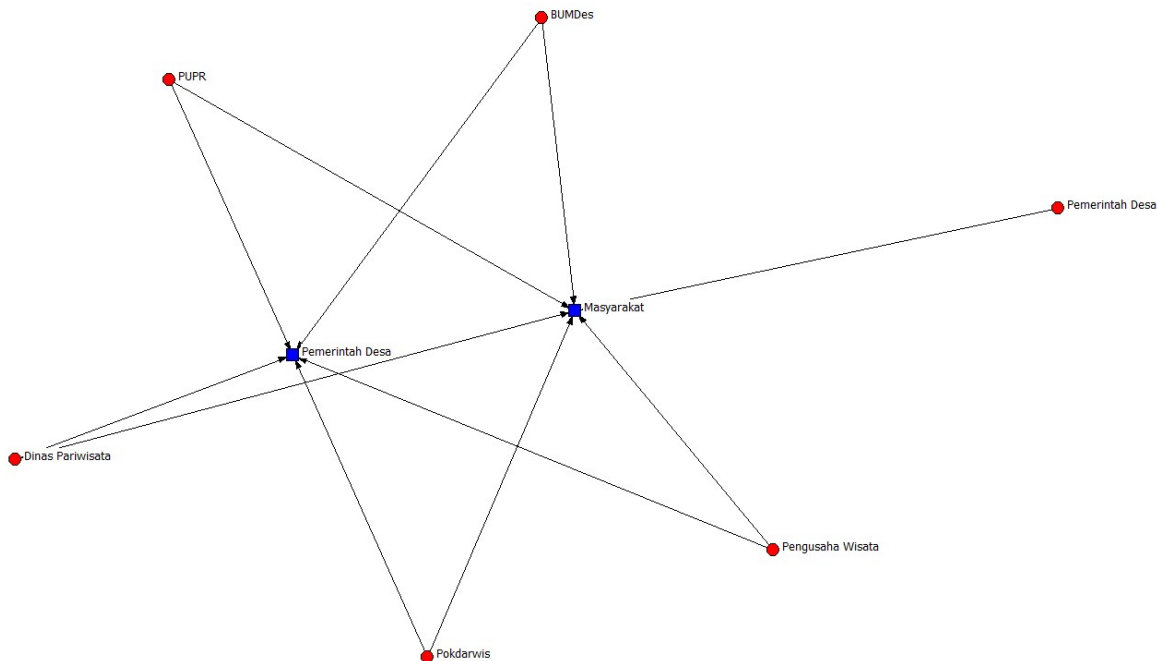 BUMDes
PUPR
Pemerintah Desa
Masyarakat
Pemerintah Desa
Dinas Pariwisata
Pengusaha Wisata
Pokdarwis